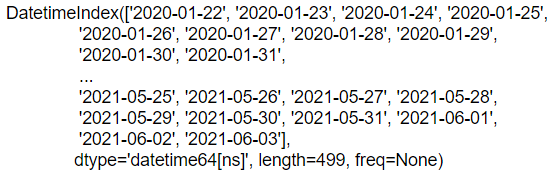 DatetimeIndex(['2020-01-22', '2020-01-23', '2020-01-24', '2020-01-25',
'2020-01-26', '2020-01-27', '2020-01-28', '2020-01-29',
'2020-01-30', '2020-01-31',
...
'2021-05-25', '2021-05-26', '2021-05-27', '2021-05-28',
'2021-05-29', '2021-05-30', '2021-05-31', '2021-06-01',
'2021-06-02', '2021-06-03'],
dtype='datetime64[ns]', length=499, freq=None)